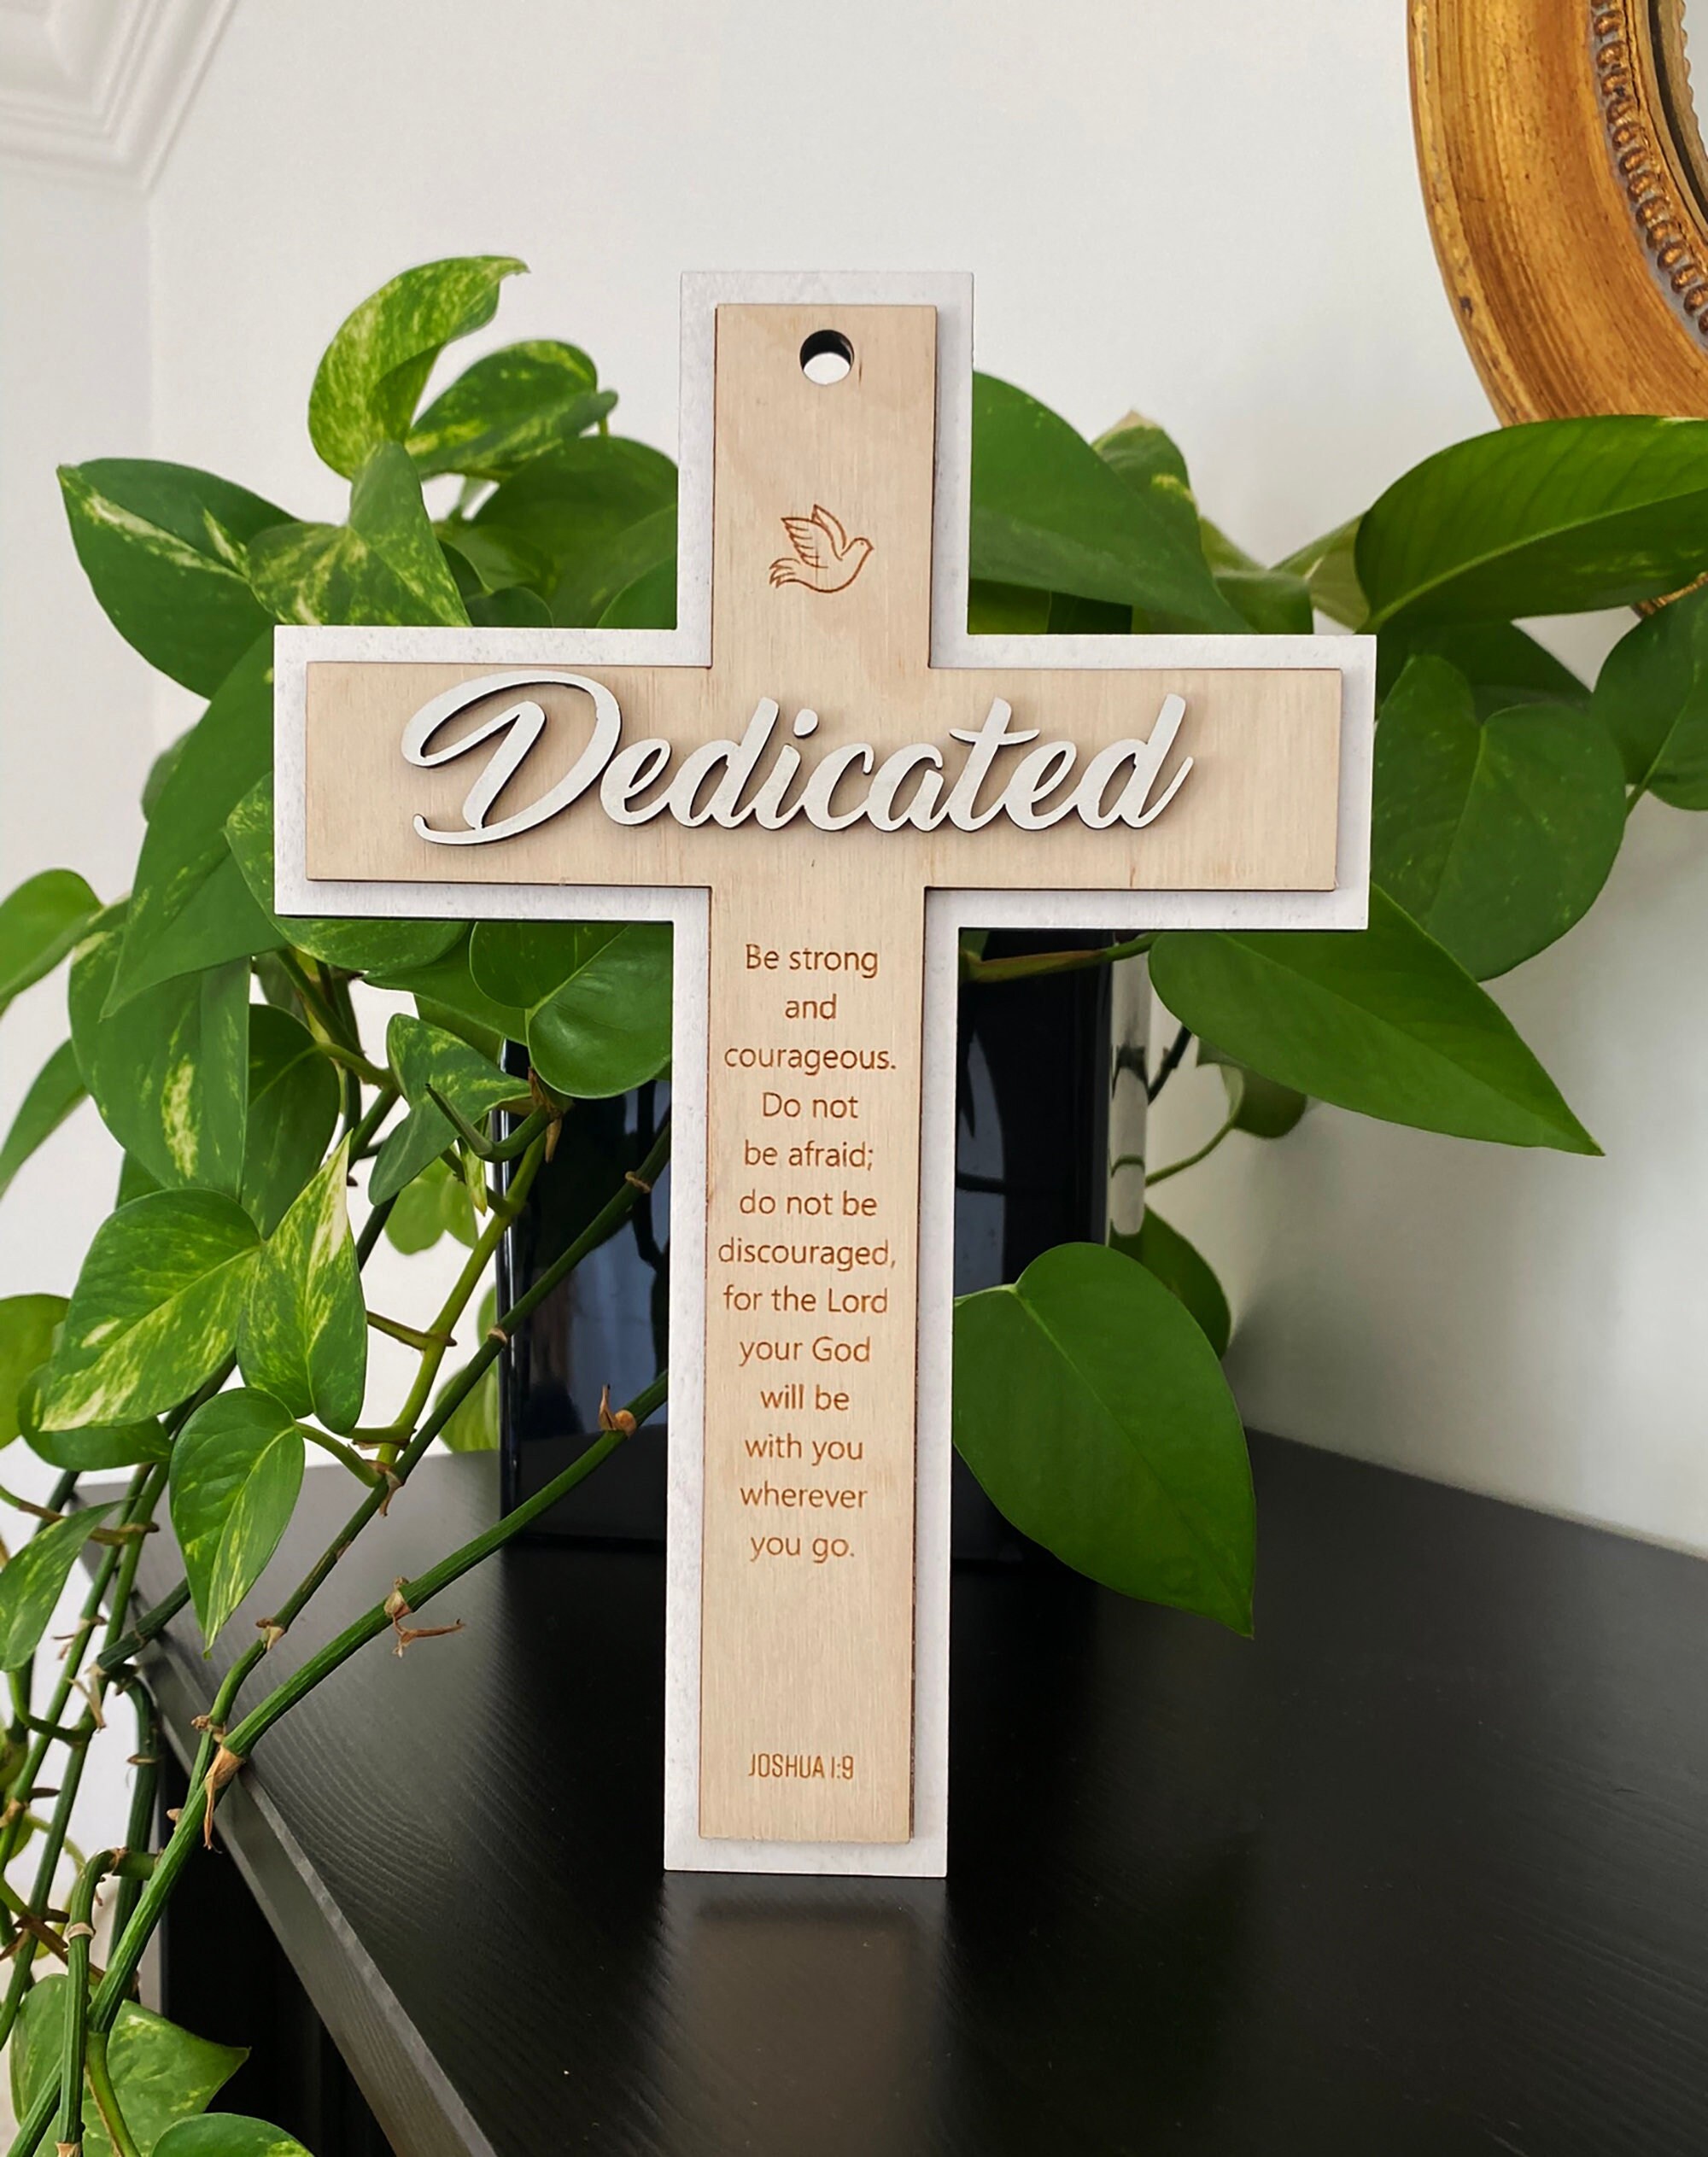 Dedicated
Be strong
and
courageous.
Do not
be afraid;
do not be
discouraged,
for the Lord
your God
will be
with you
wherever
you go.
JOSHUA 1:9